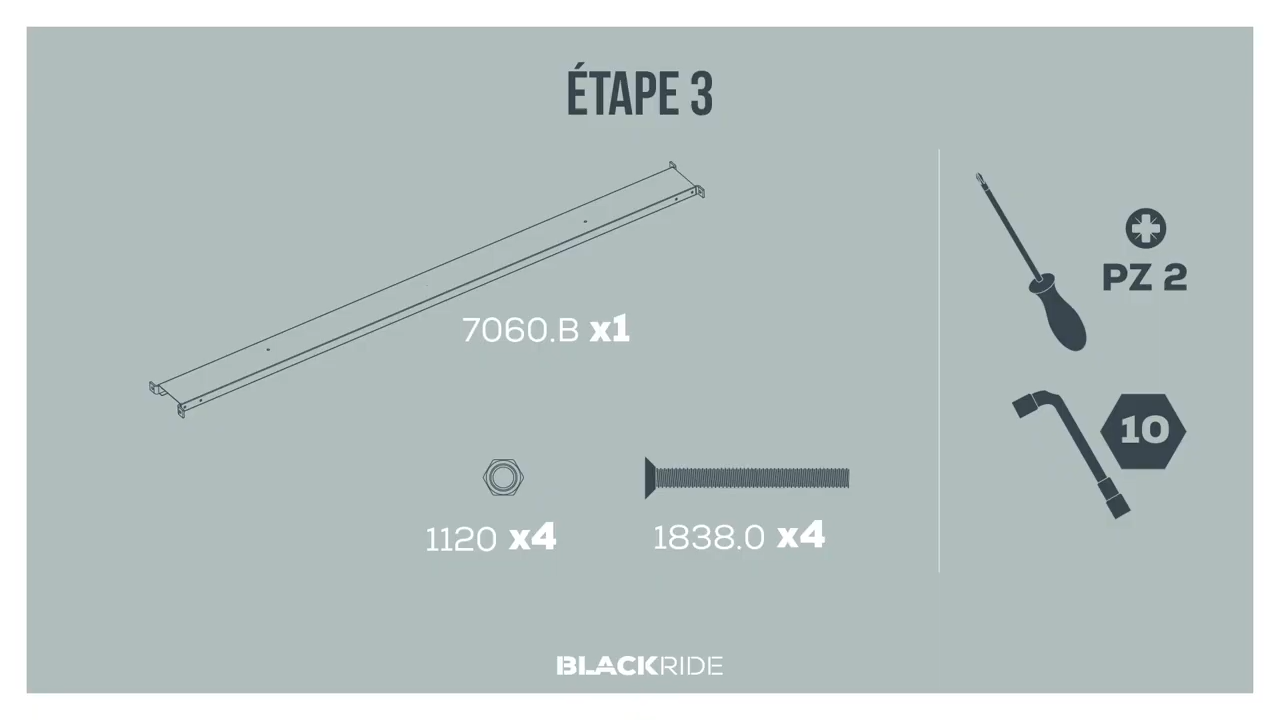 ÉTAPE 3
7060.B x1
1120 x4
1838.0 x4
PZ 2
10
BLACKRIDE